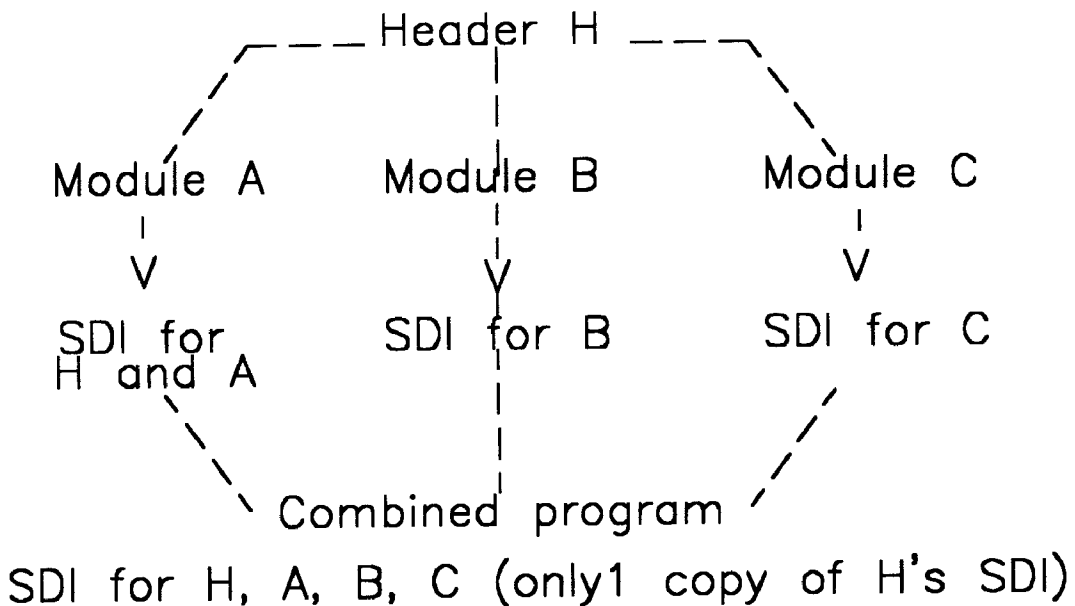 Header H
Module A Module B Module C
V V V
SDI for SDI for B SDI for C
H and A
Combined program
SDI for H, A, B, C (only1 copy of H's SDI)